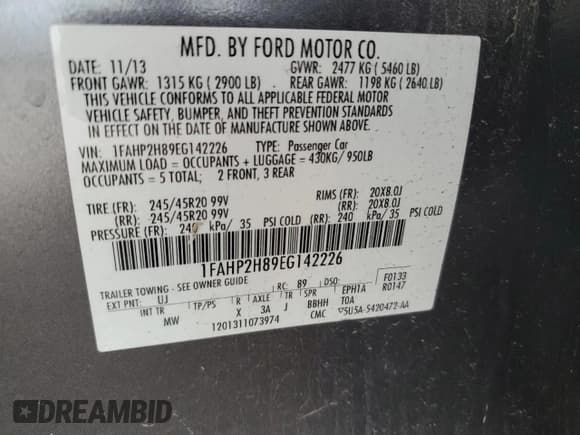 MFD. BY FORD MOTOR CO.
DATE: 11/13 GVWR: 2477 KG ( 5460 LB)
FRONT GAWR: 1315 KG ( 2900 LB) REAR GAWR: 1198 KG ( 2640 LB)
THIS VEHICLE CONFORMS TO ALL APPLICABLE FEDERAL MOTOR
VEHICLE SAFETY, BUMPER, AND THEFT PREVENTION STANDARDS
IN EFFECT ON THE DATE OF MANUFACTURE SHOWN ABOVE.
VIN: 1FAHP2H89EG142226 TYPE: Passenger Car
MAXIMUM LOAD = OCCUPANTS + LUGGAGE = 430KG/ 950LB
OCCUPANTS = 5 TOTAL; 2 FRONT, 3 REAR
TIRE (FR): 245/45R20 99V RIMS (FR): 20X8.0J
(RR): 245/45R20 99V (RR): 20X8.0J
PRESSURE (FR): 240 kPa/ 35 PSI COLD (RR): 240 kPa/ 35 PSI COLD
1FAHP2H89EG142226
TRAILER TOWING - SEE OWNER GUIDE
EXT PNT: UJ RC: 89 DSO: F0133
INT TR TP/PS R AXLE TR SPR EPH1A R0147
MW X 3A J BBHH TOA
1201311073974 CMC 5U5A-5420472-AA
DREAMBID